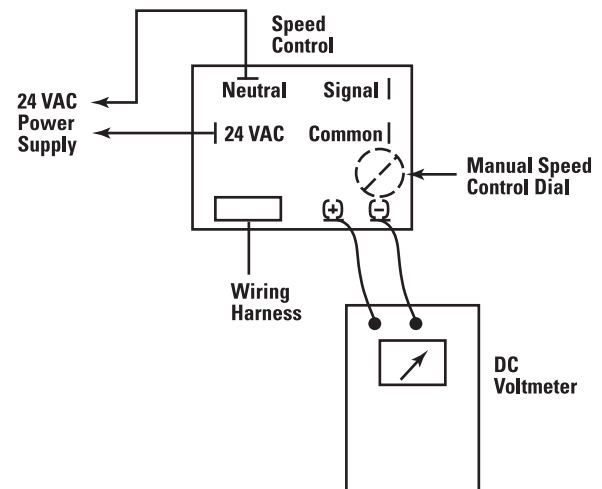 Speed
Control
24 VAC
Power
Supply
Neutral
Signal
24 VAC
Common
Manual Speed
Control Dial
(+)
(-)
Wiring
Harness
DC
Voltmeter